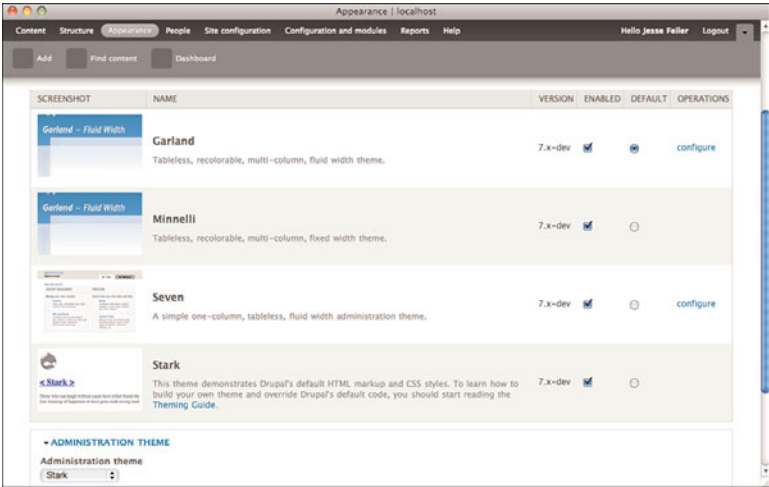 Appearance | localhost
Content Structure Appearance People Site configuration Configuration and modules Reports Help Hello Jesse Feiler Logout
Add Find content Dashboard
SCREENSHOT NAME VERSION ENABLED DEFAULT OPERATIONS
Garland – Fluid Width
Garland
Tableless, recolorable, multi-column, fluid width theme.
7.x-dev
configure
Garland – Fluid Width
Minnelli
Tableless, recolorable, multi-column, fixed width theme.
7.x-dev
Seven
A simple one-column, tableless, fluid width administration theme.
7.x-dev
configure
< Stark >
Stark
This theme demonstrates Drupal's default HTML markup and CSS styles. To learn how to
build your own theme and override Drupal's default code, you should start reading the
Theming Guide.
7.x-dev
ADMINISTRATION THEME
Administration theme
Stark